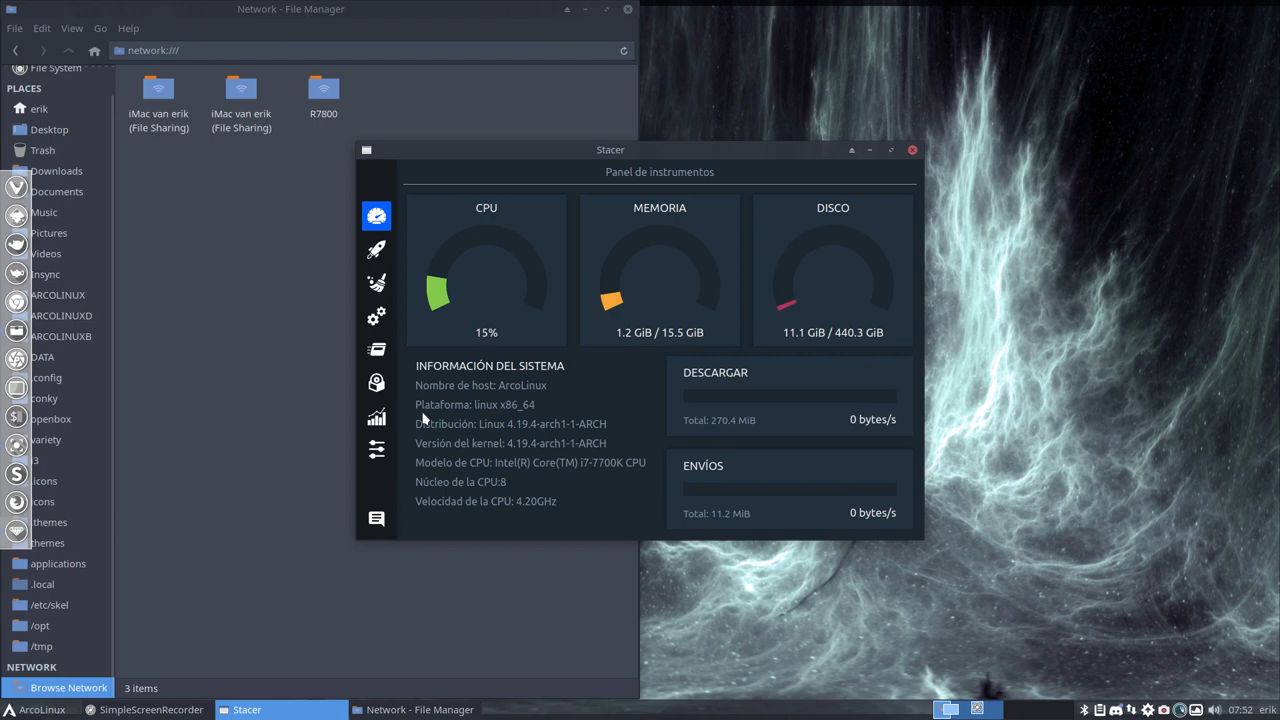 Network - File Manager
File Edit View Go Help
network:///
File System
PLACES
erik
Desktop
Trash
Downloads
Documents
Music
Pictures
Videos
Insync
ARCOLINUX
ARCOLINUXD
ARCOLINUXB
DATA
.config
conky
openbox
variety
i3
.icons
icons
.themes
themes
applications
.local
/etc/skel
/opt
/tmp
NETWORK
Browse Network
iMac van erik
(File Sharing)
iMac van erik
(File Sharing)
R7800
3 items
Stacer
Panel de instrumentos
CPU
15%
MEMORIA
1.2 GiB / 15.5 GiB
DISCO
11.1 GiB / 440.3 GiB
INFORMACIÓN DEL SISTEMA
Nombre de host: ArcoLinux
Plataforma: linux x86_64
Distribución: Linux 4.19.4-arch1-1-ARCH
Versión del kernel: 4.19.4-arch1-1-ARCH
Modelo de CPU: Intel(R) Core(TM) i7-7700K CPU
Núcleo de la CPU:8
Velocidad de la CPU: 4.20GHz
DESCARGAR
Total: 270.4 MiB 0 bytes/s
ENVÍOS
Total: 11.2 MiB 0 bytes/s
ArcoLinux SimpleScreenRecorder Stacer Network - File Manager 07:52 erik